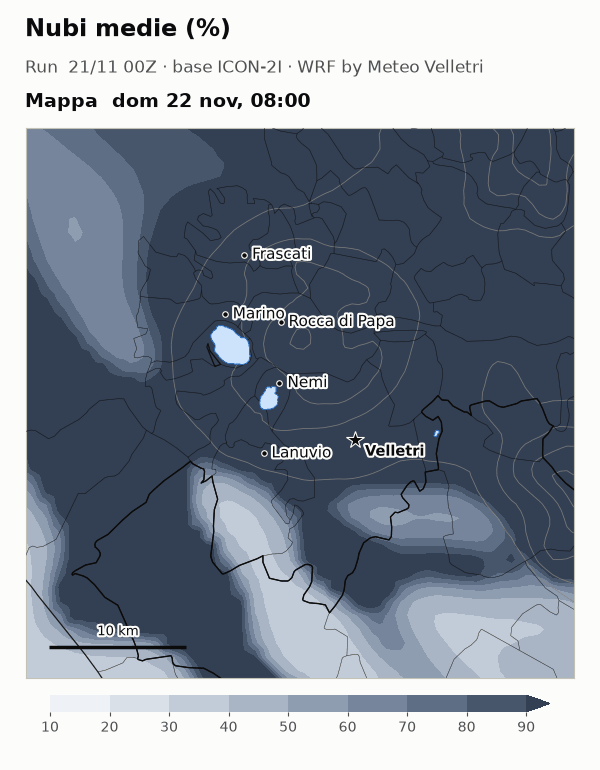 Nubi medie (%)
Run  21/11 00Z · base ICON-2I · WRF by Meteo Velletri
Mappa  dom 22 nov, 08:00
Frascati
Marino
Rocca di Papa
Nemi
Velletri
Lanuvio
10 km
10 20 30 40 50 60 70 80 90